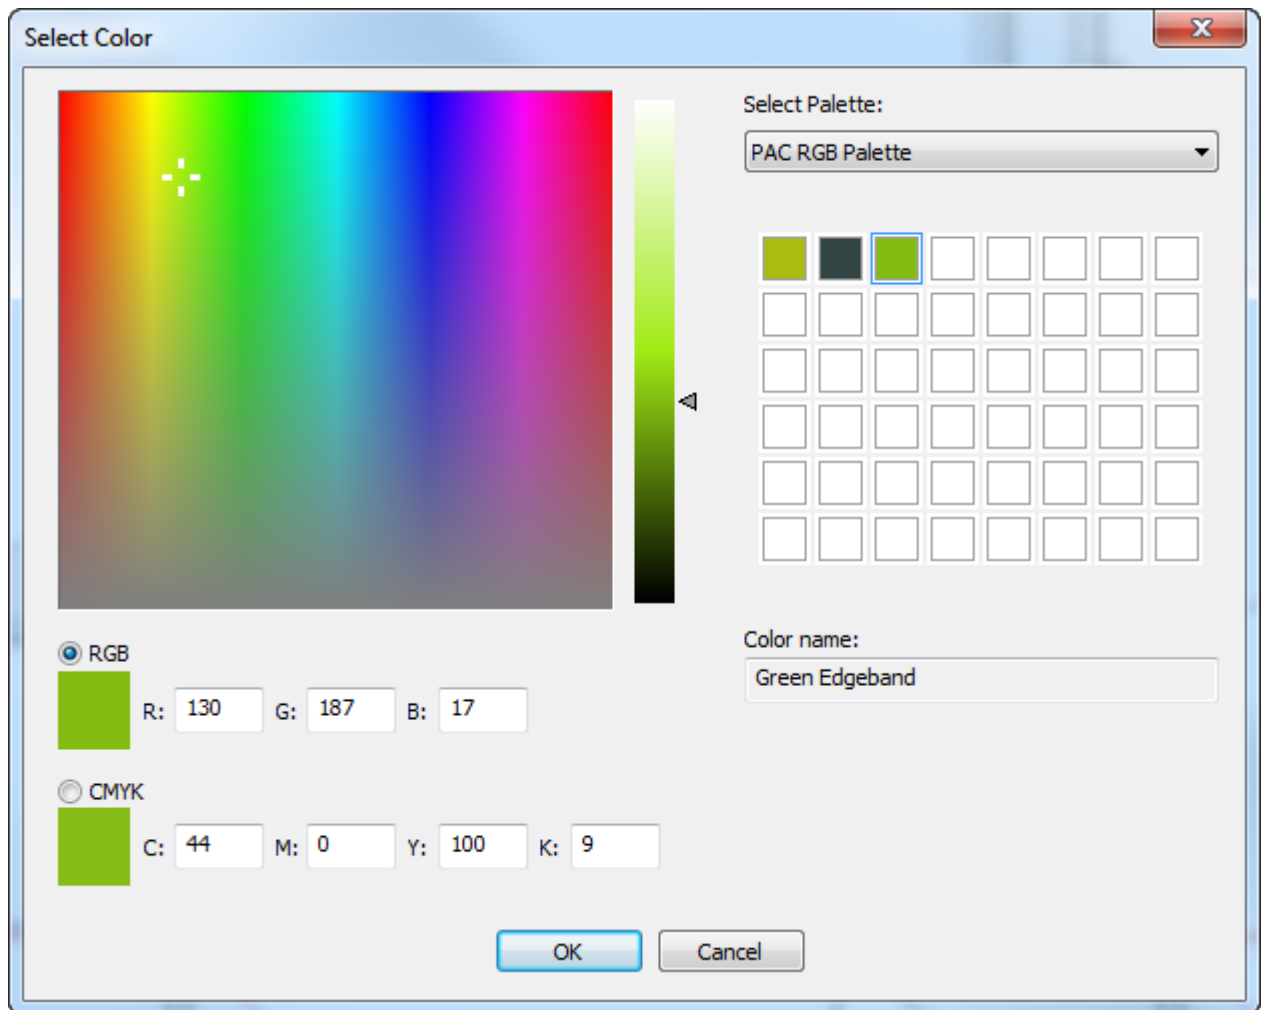 Select Color
Select Palette:
PAC RGB Palette
Color name:
Green Edgeband
RGB
R: 130 G: 187 B: 17
CMYK
C: 44 M: 0 Y: 100 K: 9
OK Cancel